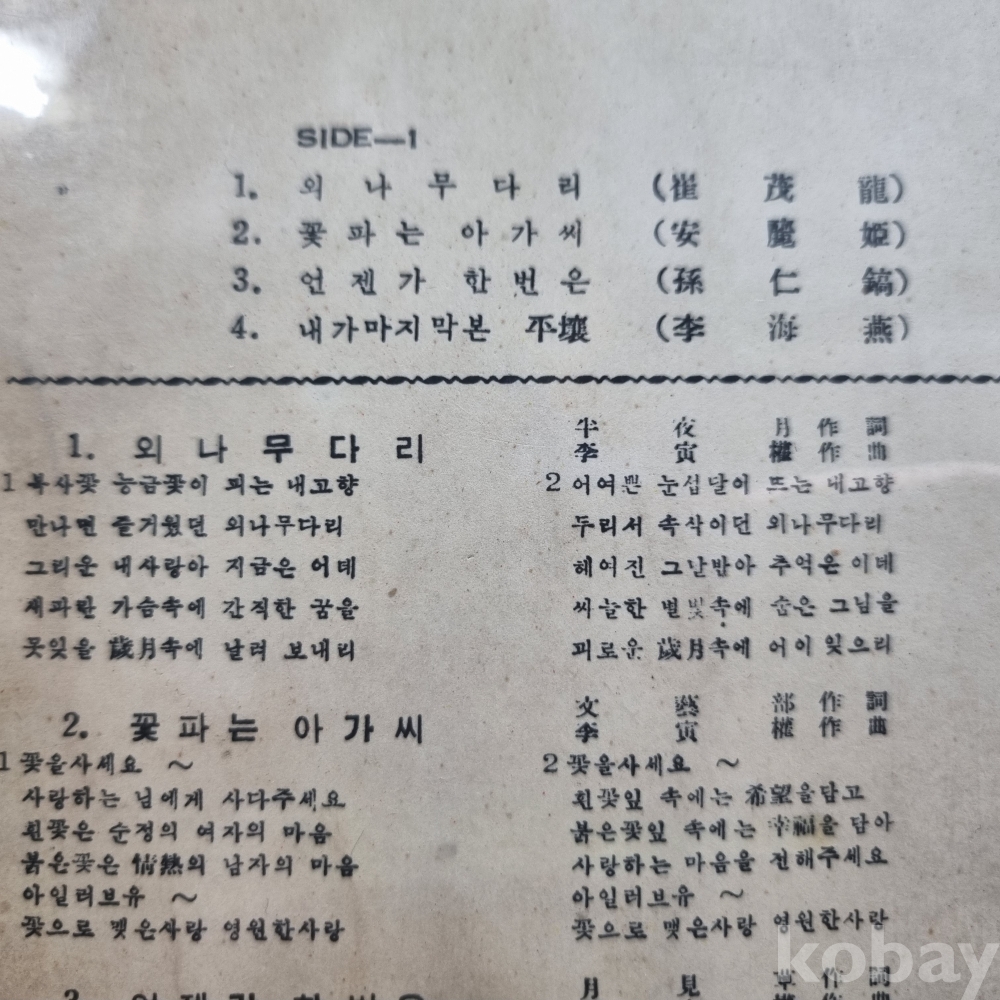 SIDE—1
1. 외나무다리 (崔茂龍)
2. 꽃파는 아가씨 (安魔姬)
3. 언젠가 한번은 (孫仁鎬)
4. 내가마지막본 平壤 (李海燕)
1. 외나무다리
半夜月作詞
李寅權作曲
1 복사꽃 능금꽃이 피는 내고향
만나면 즐거웠던 외나무다리
그리운 내사랑아 지금은 어데
새파란 가슴속에 간직한 꿈을
못잊을 歲月속에 날려 보내리
2 어여쁜 눈섭달이 뜨는 내고향
두리서 속삭이던 외나무다리
헤여진 그날밤아 추억은 이데
싸늘한 별빛속에 숨은 그님을
피로운 歲月속에 어이 잊으리
2. 꽃파는 아가씨
文藝部作詞
李寅權作曲
1 꽃을사세요 ~
사랑하는 님에게 사다주세요
흰꽃은 순정의 여자의 마음
붉은꽃은 情熱의 남자의 마음
아일러브유 ~
꽃으로 맺은사랑 영원한사랑
2 꽃을사세요 ~
흰꽃잎 속에는 希望을담고
붉은꽃잎 속에는 幸福을 담아
사랑하는 마음을 전해주세요
아일러브유 ~
꽃으로 맺은사랑 영원한사랑
3. 언젠가 한번은
月見草作詞
kobay